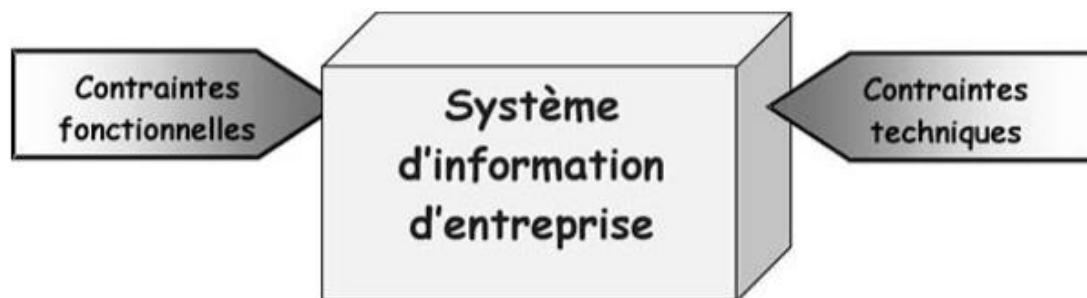 Contraintes
fonctionnelles
Système
d'information
d'entreprise
Contraintes
techniques